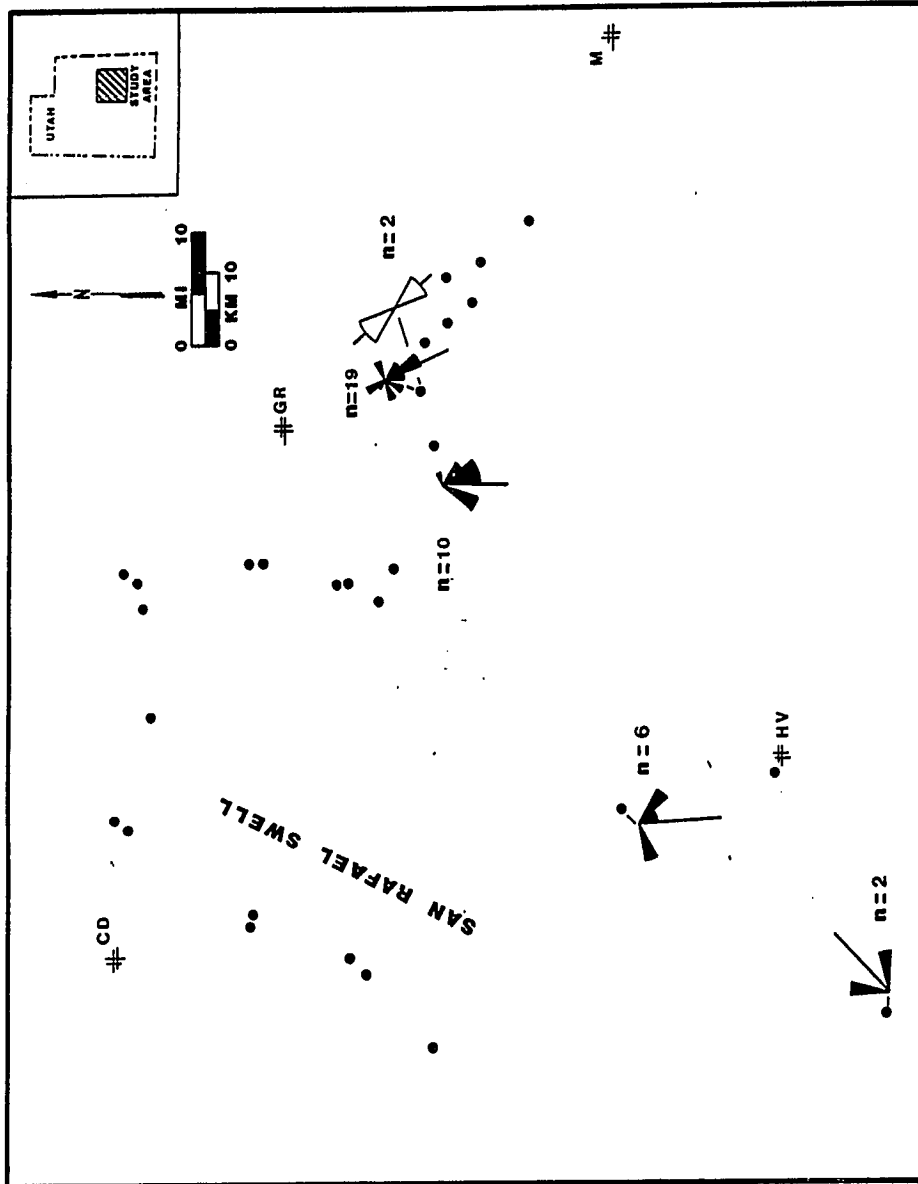 UTAH
STUDY
AREA
N
0 MI 10
0 KM 10
M
n=2
n=19
GR
n=10
CD
SAN RAFAEL SWELL
n=6
HV
n=2